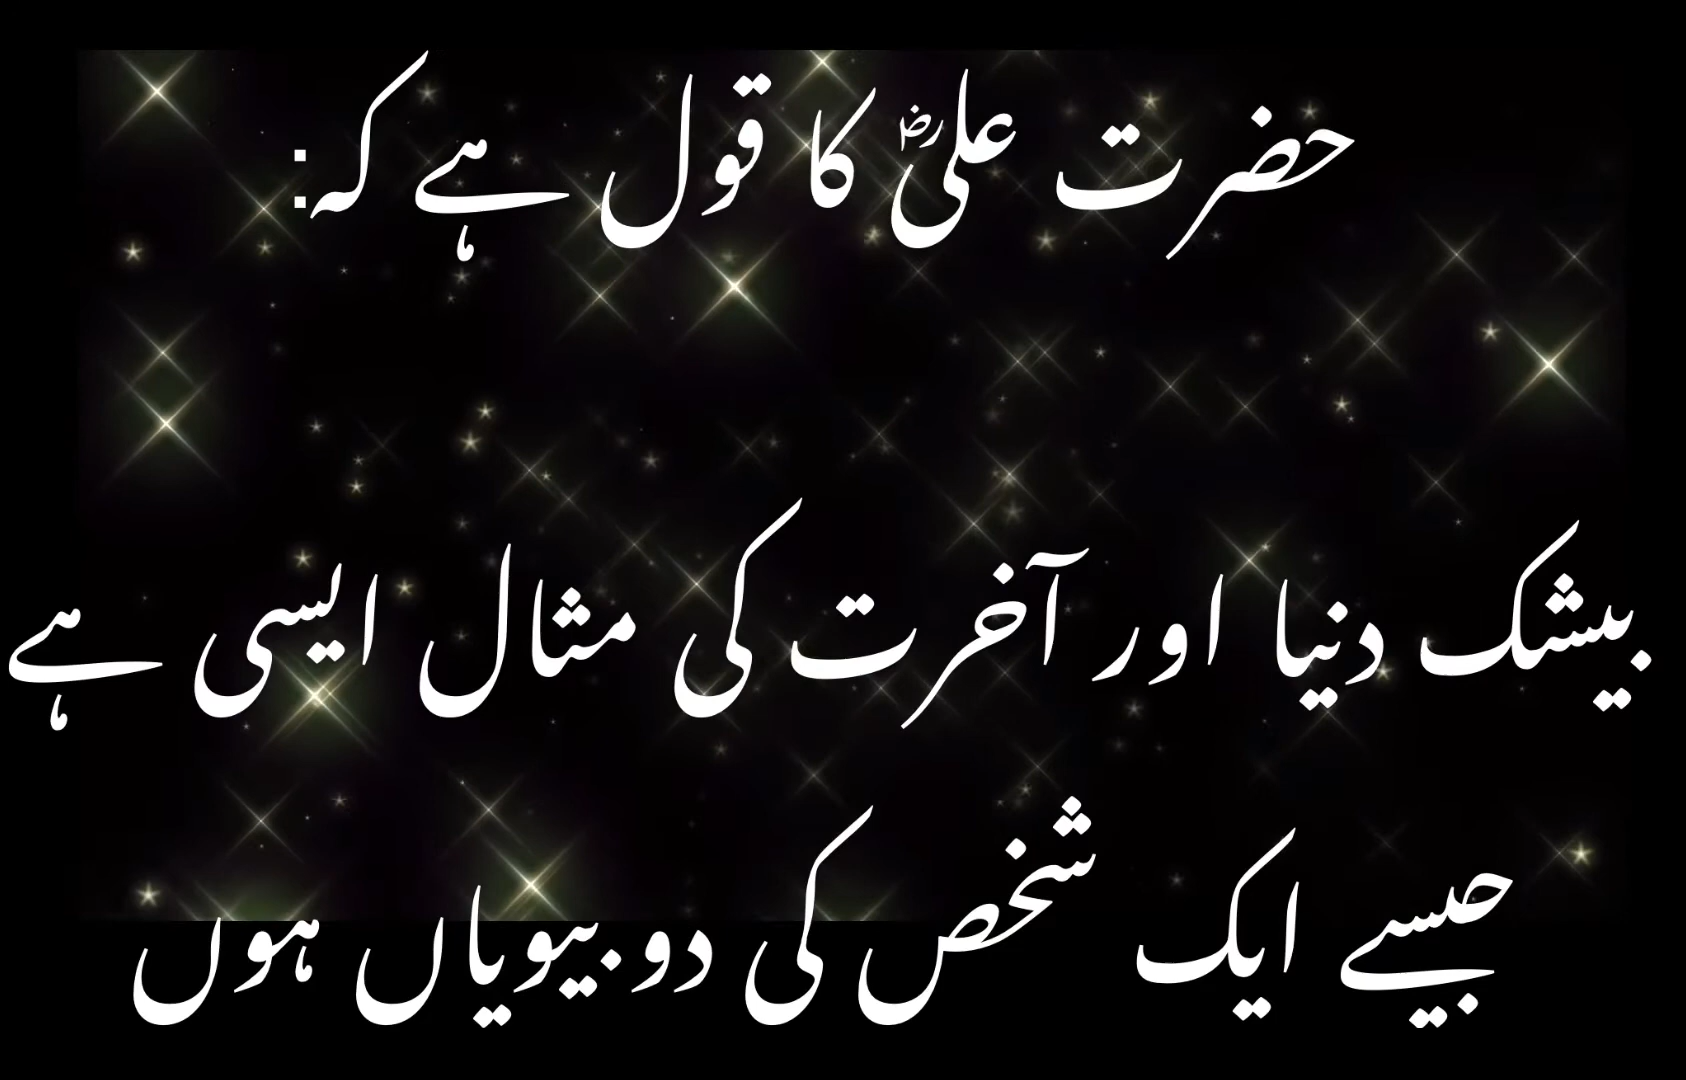 حضرت علیؓ کا قول ہے کہ:
بیشک دنیا اور آخرت کی مثال ایسی ہے
جیسے ایک شخص کی دو بیویاں ہوں